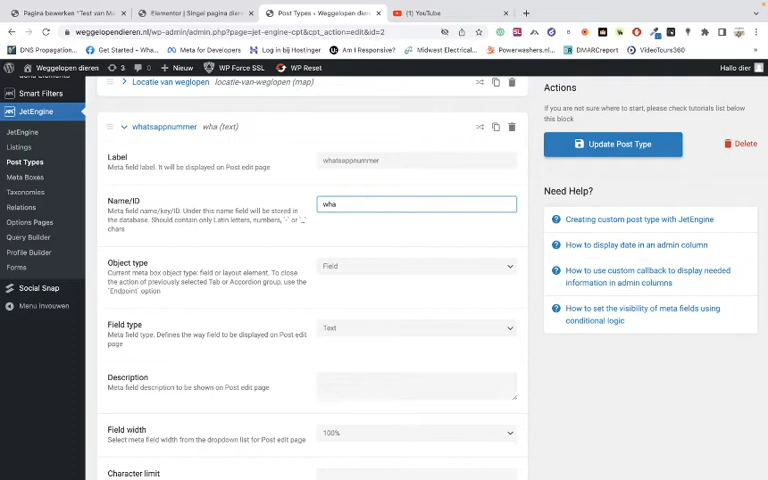 Pagina bewerken "Test van M
Elementor | Singel pagina diere
Post Types ‹ Weggelopen dieren
YouTube
weggelopendieren.nl/wp-admin/admin.php?page=jet-engine-cpt&cpt_action=edit&id=2
DNS Propagation...
Get Started – Wha...
Meta for Developers
Log in bij Hostinger
Am I Responsive?
Midwest Electrical...
Powerwashers.nl...
DMARCreport
VideoTours360
Weggelopen dieren
3
0
Nieuw
WP Force SSL
WP Reset
Hallo dier
Smart Filters
JetEngine
JetEngine
Listings
Post Types
Meta Boxes
Taxonomies
Relations
Options Pages
Query Builder
Profile Builder
Forms
Social Snap
Menu invouwen
Locatie van weglopen
locatie-van-weglopen (map)
whatsappnummer
wha (text)
Label
Meta field label. It will be displayed on Post edit
page
whatsappnummer
Name/ID
Meta field name/key/ID. Under this name field will be stored in
the database. Should contain only Latin letters, numbers, `-` or `_`
chars
wha
Object type
Current meta box object type: field or layout element. To close
the action of previously selected Tab or Accordion group, use the
`Endpoint` option
Field
Field type
Meta field type. Defines the way field to be displayed on Post edit
page
Text
Description
Meta field description to be shown on Post edit page
Field width
Select meta field width from the dropdown list for Post edit page
100%
Character limit
Actions
If you are not sure where to start, please check tutorials list below
this block
Update Post Type
Delete
Need Help?
Creating custom post type with JetEngine
How to display date in an admin column
How to use custom callback to display needed
information in admin columns
How to set the visibility of meta fields using
conditional logic